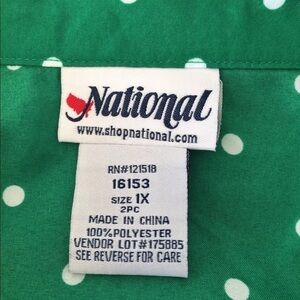 National
www.shopnational.com
RN#121518
16153
SIZE 1X
2PC
MADE IN CHINA
100%POLYESTER
VENDOR LOT#175885
SEE REVERSE FOR CARE